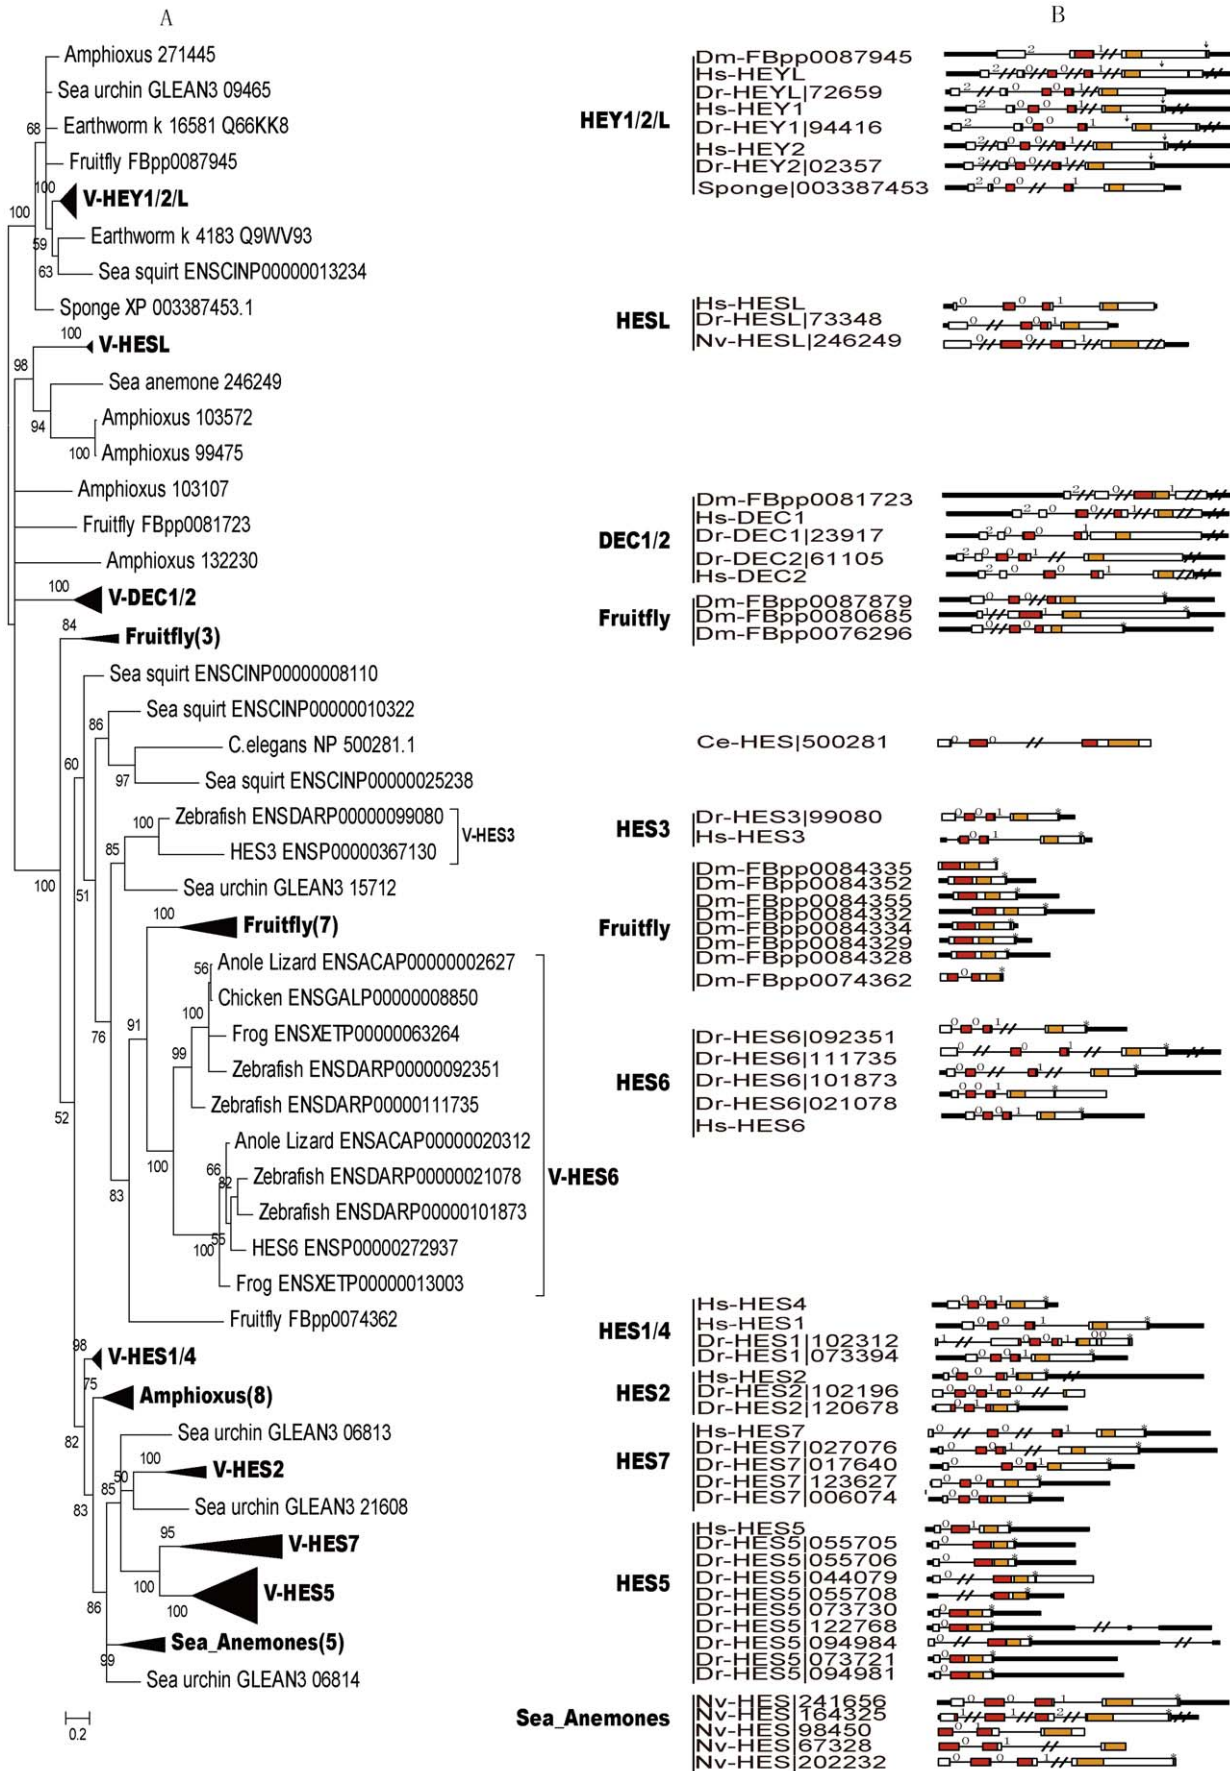 A
B
Amphioxus 271445
Sea urchin GLEAN3 09465
68
Earthworm k 16581 Q66KK8
Fruitfly FBpp0087945
100
V-HEY1/2/L
100
59
Earthworm k 4183 Q9WV93
63
Sea squirt ENSCINP00000013234
Sponge XP 003387453.1
100
V-HESL
98
Sea anemone 246249
Amphioxus 103572
94
100
Amphioxus 99475
Amphioxus 103107
Fruitfly FBpp0081723
Amphioxus 132230
100
V-DEC1/2
84
Fruitfly(3)
Sea squirt ENSCINP00000008110
86
Sea squirt ENSCINP00000010322
C.elegans NP 500281.1
60
97
Sea squirt ENSCINP00000025238
Zebrafish ENSDARP00000099080
100
V-HES3
HES3 ENSP00000367130
85
100
51
Sea urchin GLEAN3 15712
100
Fruitfly(7)
56
Anole Lizard ENSACAP00000002627
Chicken ENSGALP00000008850
100
91
76
Frog ENSXETP00000063264
99
Zebrafish ENSDARP00000092351
52
Zebrafish ENSDARP00000111735
Anole Lizard ENSACAP00000020312
100
66
82
Zebrafish ENSDARP00000021078
V-HES6
83
Zebrafish ENSDARP00000101873
55
100
HES6 ENSP00000272937
Frog ENSXETP00000013003
Fruitfly FBpp0074362
98
V-HES1/4
75
Amphioxus(8)
82
Sea urchin GLEAN3 06813
50
100
V-HES2
85
83
Sea urchin GLEAN3 21608
95
V-HES7
100
100
V-HES5
86
Sea_Anemones(5)
99
Sea urchin GLEAN3 06814
0.2
HEY1/2/L
Dm-FBpp0087945
Hs-HEYL
Dr-HEYL|72659
Hs-HEY1
Dr-HEY1|94416
Hs-HEY2
Dr-HEY2|02357
Sponge|003387453
HESL
Hs-HESL
Dr-HESL|73348
Nv-HESL|246249
DEC1/2
Dm-FBpp0081723
Hs-DEC1
Dr-DEC1|23917
Dr-DEC2|61105
Hs-DEC2
Fruitfly
Dm-FBpp0087879
Dm-FBpp0080685
Dm-FBpp0076296
Ce-HES|500281
HES3
Dr-HES3|99080
Hs-HES3
Fruitfly
Dm-FBpp0084335
Dm-FBpp0084352
Dm-FBpp0084355
Dm-FBpp0084332
Dm-FBpp0084334
Dm-FBpp0084329
Dm-FBpp0084328
Dm-FBpp0074362
HES6
Dr-HES6|092351
Dr-HES6|111735
Dr-HES6|101873
Dr-HES6|021078
Hs-HES6
HES1/4
Hs-HES4
Hs-HES1
Dr-HES1|102312
Dr-HES1|073394
HES2
Hs-HES2
Dr-HES2|102196
Dr-HES2|120678
HES7
Hs-HES7
Dr-HES7|027076
Dr-HES7|017640
Dr-HES7|123627
Dr-HES7|006074
HES5
Hs-HES5
Dr-HES5|055705
Dr-HES5|055706
Dr-HES5|044079
Dr-HES5|055708
Dr-HES5|073730
Dr-HES5|122768
Dr-HES5|094984
Dr-HES5|073721
Dr-HES5|094981
Sea_Anemones
Nv-HES|241656
Nv-HES|164325
Nv-HES|98450
Nv-HES|67328
Nv-HES|202232